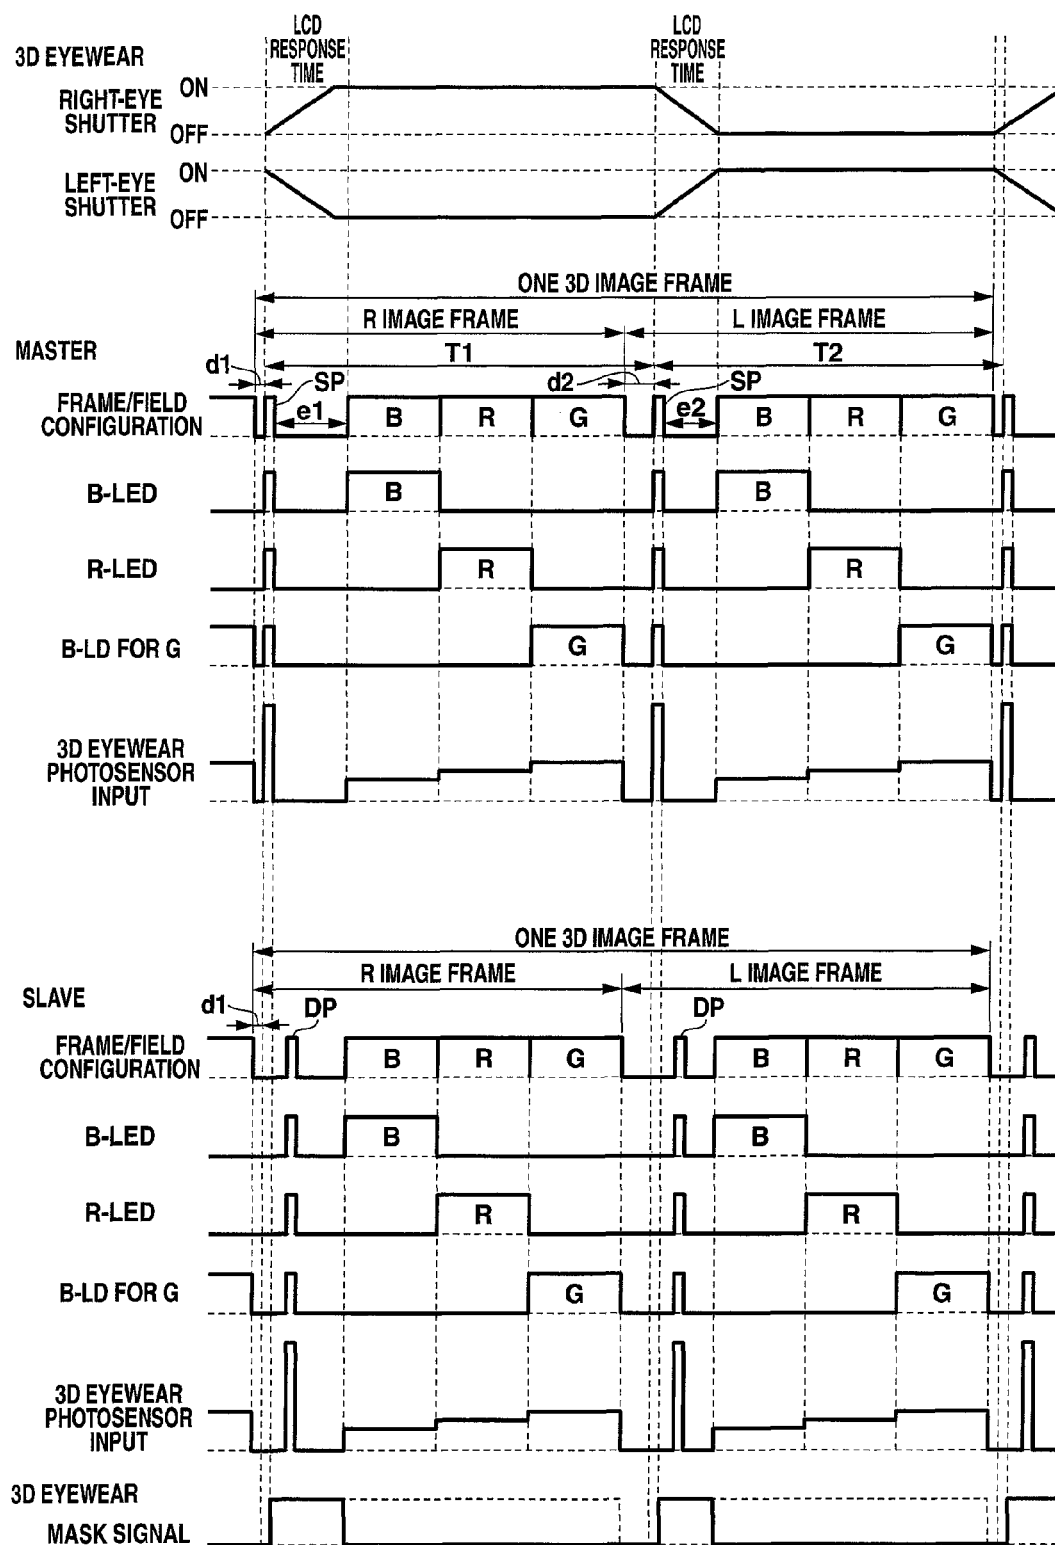 LCD
RESPONSE
TIME
LCD
RESPONSE
TIME
3D EYEWEAR
RIGHT-EYE
SHUTTER
ON
OFF
LEFT-EYE
SHUTTER
ON
OFF
ONE 3D IMAGE FRAME
R IMAGE FRAME
L IMAGE FRAME
MASTER
d1
T1
T2
SP
d2
SP
FRAME/FIELD
CONFIGURATION
e1
B
R
G
e2
B
R
G
B-LED
B
B
R-LED
R
R
B-LD FOR G
G
G
3D EYEWEAR
PHOTOSENSOR
INPUT
ONE 3D IMAGE FRAME
R IMAGE FRAME
L IMAGE FRAME
SLAVE
d1
DP
DP
FRAME/FIELD
CONFIGURATION
B
R
G
B
R
G
B-LED
B
B
R-LED
R
R
B-LD FOR G
G
G
3D EYEWEAR
PHOTOSENSOR
INPUT
3D EYEWEAR
MASK SIGNAL